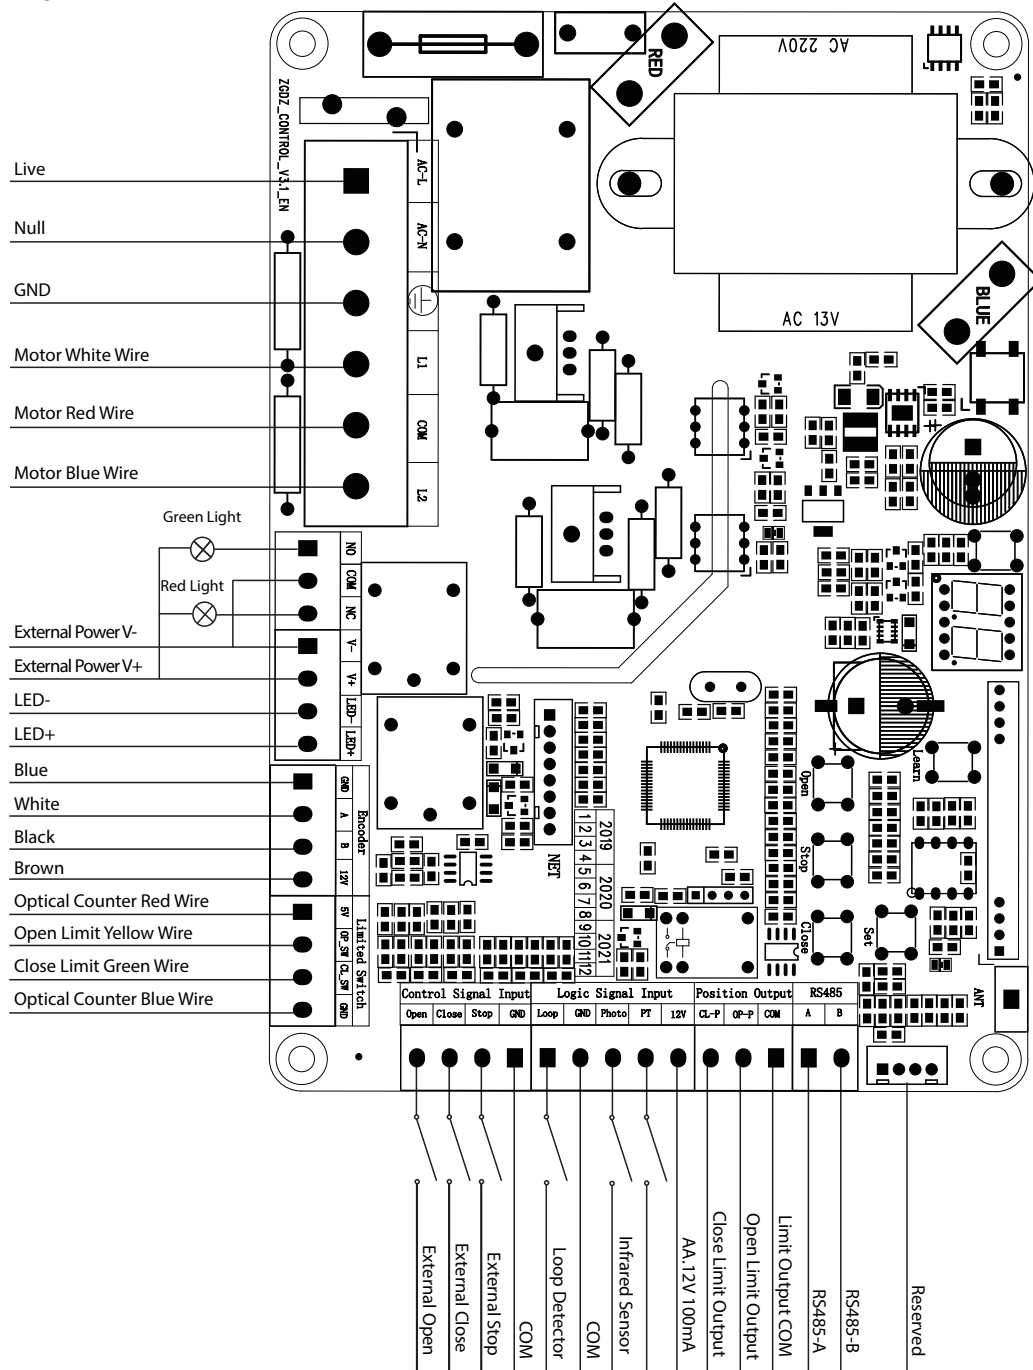 AC 220V
RED
ZGDZ_CONTROL_V3.1_EN
Live
AC-L
Null
AC-N
GND
BLUE
AC 13V
Motor White Wire
L1
Motor Red Wire
COM
Motor Blue Wire
L2
Green Light
NO
COM
Red Light
NC
External Power V-
V-
External Power V+
V+
LED-
LED-
LED+
LED+
Blue
GND
White
A
Black
B
Brown
12V
Encoder
Optical Counter Red Wire
5V
Open Limit Yellow Wire
OP_SW
Close Limit Green Wire
CL_SW
Optical Counter Blue Wire
GND
Limited Switch
NET
1 2 3 4 5 6 7 8 9 10 11 12
2019 2020 2021
Open
Learn
Stop
Close
Set
ANT
Control Signal Input
Logic Signal Input
Position Output
RS485
Open Close Stop GND Loop GND Photo PT 12V CL-P OP-P COM A B
External Open
External Close
External Stop
COM
Loop Detector
COM
Infrared Sensor
AA.12V 100mA
Close Limit Output
Open Limit Output
Limit Output COM
RS485-A
RS485-B
Reserved